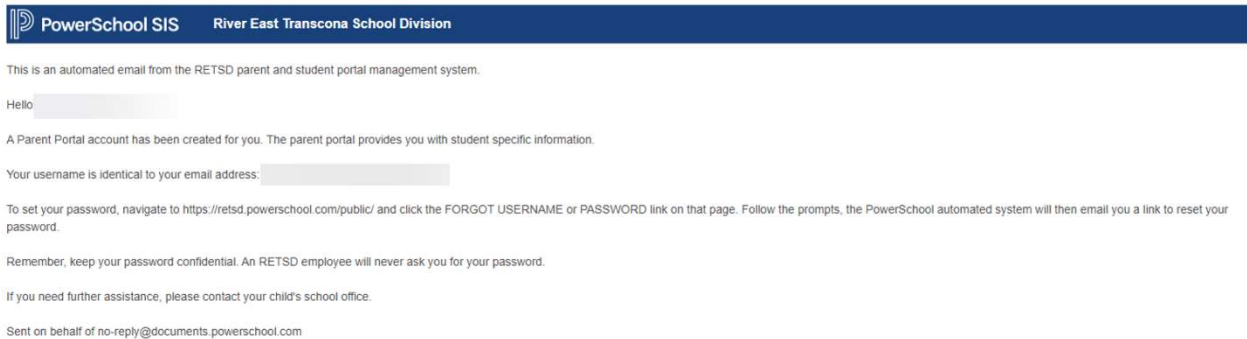 PowerSchool SIS River East Transcona School Division
This is an automated email from the RETSD parent and student portal management system.
Hello
A Parent Portal account has been created for you. The parent portal provides you with student specific information.
Your username is identical to your email address:
To set your password, navigate to https://retsd.powerschool.com/public/ and click the FORGOT USERNAME or PASSWORD link on that page. Follow the prompts, the PowerSchool automated system will then email you a link to reset your
password.
Remember, keep your password confidential. An RETSD employee will never ask you for your password.
If you need further assistance, please contact your child's school office.
Sent on behalf of no-reply@documents.powerschool.com